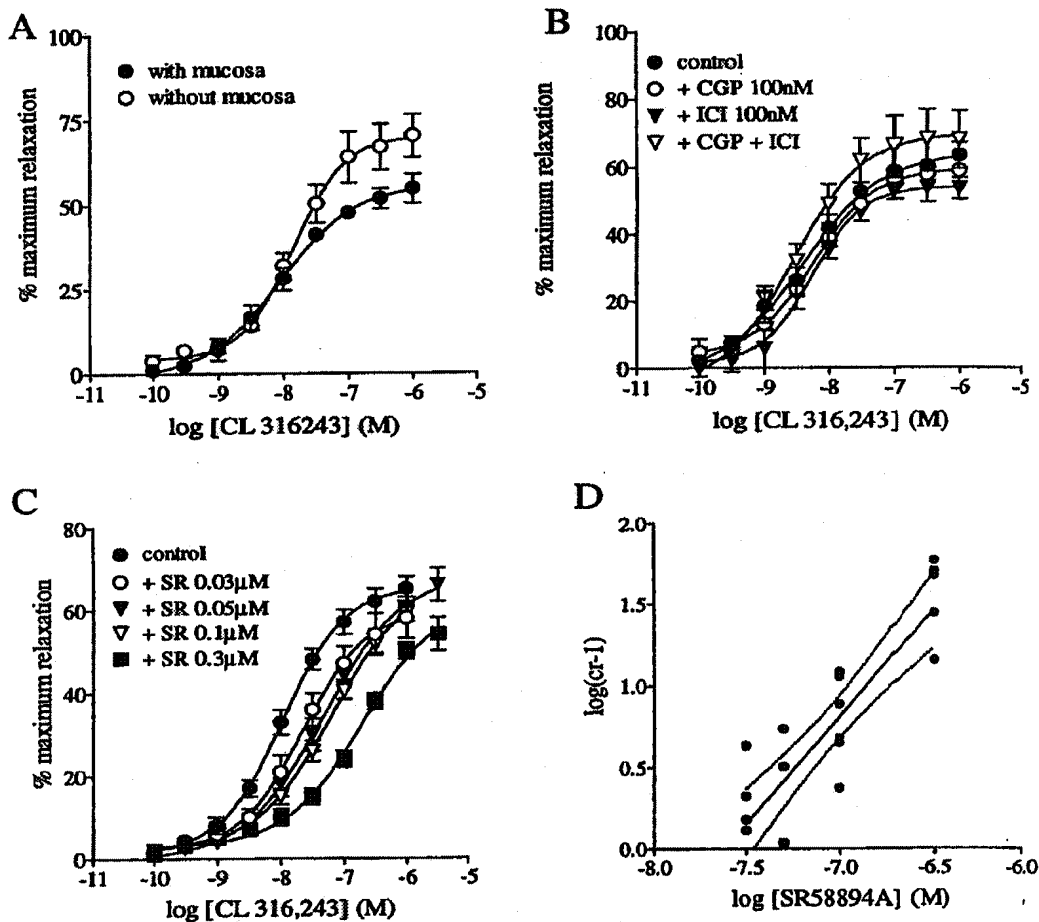 A
100
75
50
25
0
% maximum relaxation
with mucosa
without mucosa
-11 -10 -9 -8 -7 -6 -5
log [CL 316243] (M)
B
100
80
60
40
20
0
% maximum relaxation
control
+ CGP 100nM
+ ICI 100nM
+ CGP + ICI
-11 -10 -9 -8 -7 -6 -5
log [CL 316,243] (M)
C
80
60
40
20
0
% maximum relaxation
control
+ SR 0.03µM
+ SR 0.05µM
+ SR 0.1µM
+ SR 0.3µM
-11 -10 -9 -8 -7 -6 -5
log [CL 316,243] (M)
D
2.0
1.5
1.0
0.5
0.0
log(cr-1)
-8.0 -7.5 -7.0 -6.5 -6.0
log [SR58894A] (M)